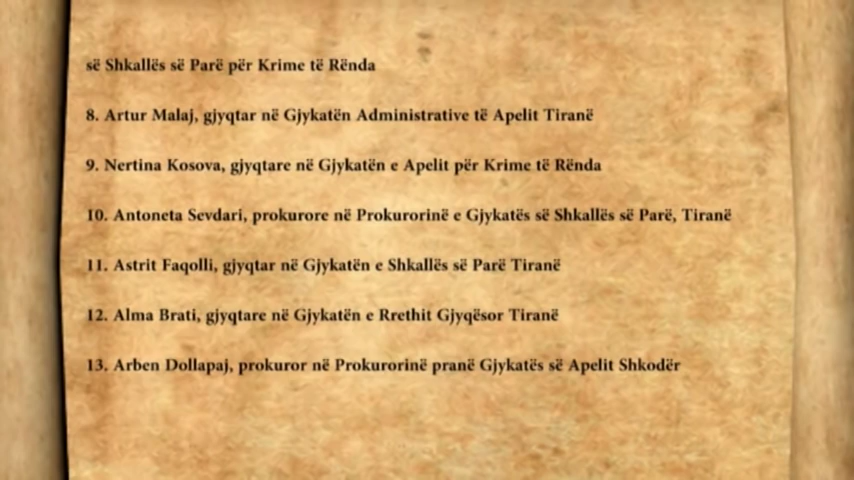 së Shkallës së Parë për Krime të Rënda
8. Artur Malaj, gjyqtar në Gjykatën Administrative të Apelit Tiranë
9. Nertina Kosova, gjyqtare në Gjykatën e Apelit për Krime të Rënda
10. Antoneta Sevdari, prokurore në Prokurorinë e Gjykatës së Shkallës së Parë, Tiranë
11. Astrit Faqolli, gjyqtar në Gjykatën e Shkallës së Parë Tiranë
12. Alma Brati, gjyqtare në Gjykatën e Rrethit Gjyqësor Tiranë
13. Arben Dollapaj, prokuror në Prokurorinë pranë Gjykatës së Apelit Shkodër